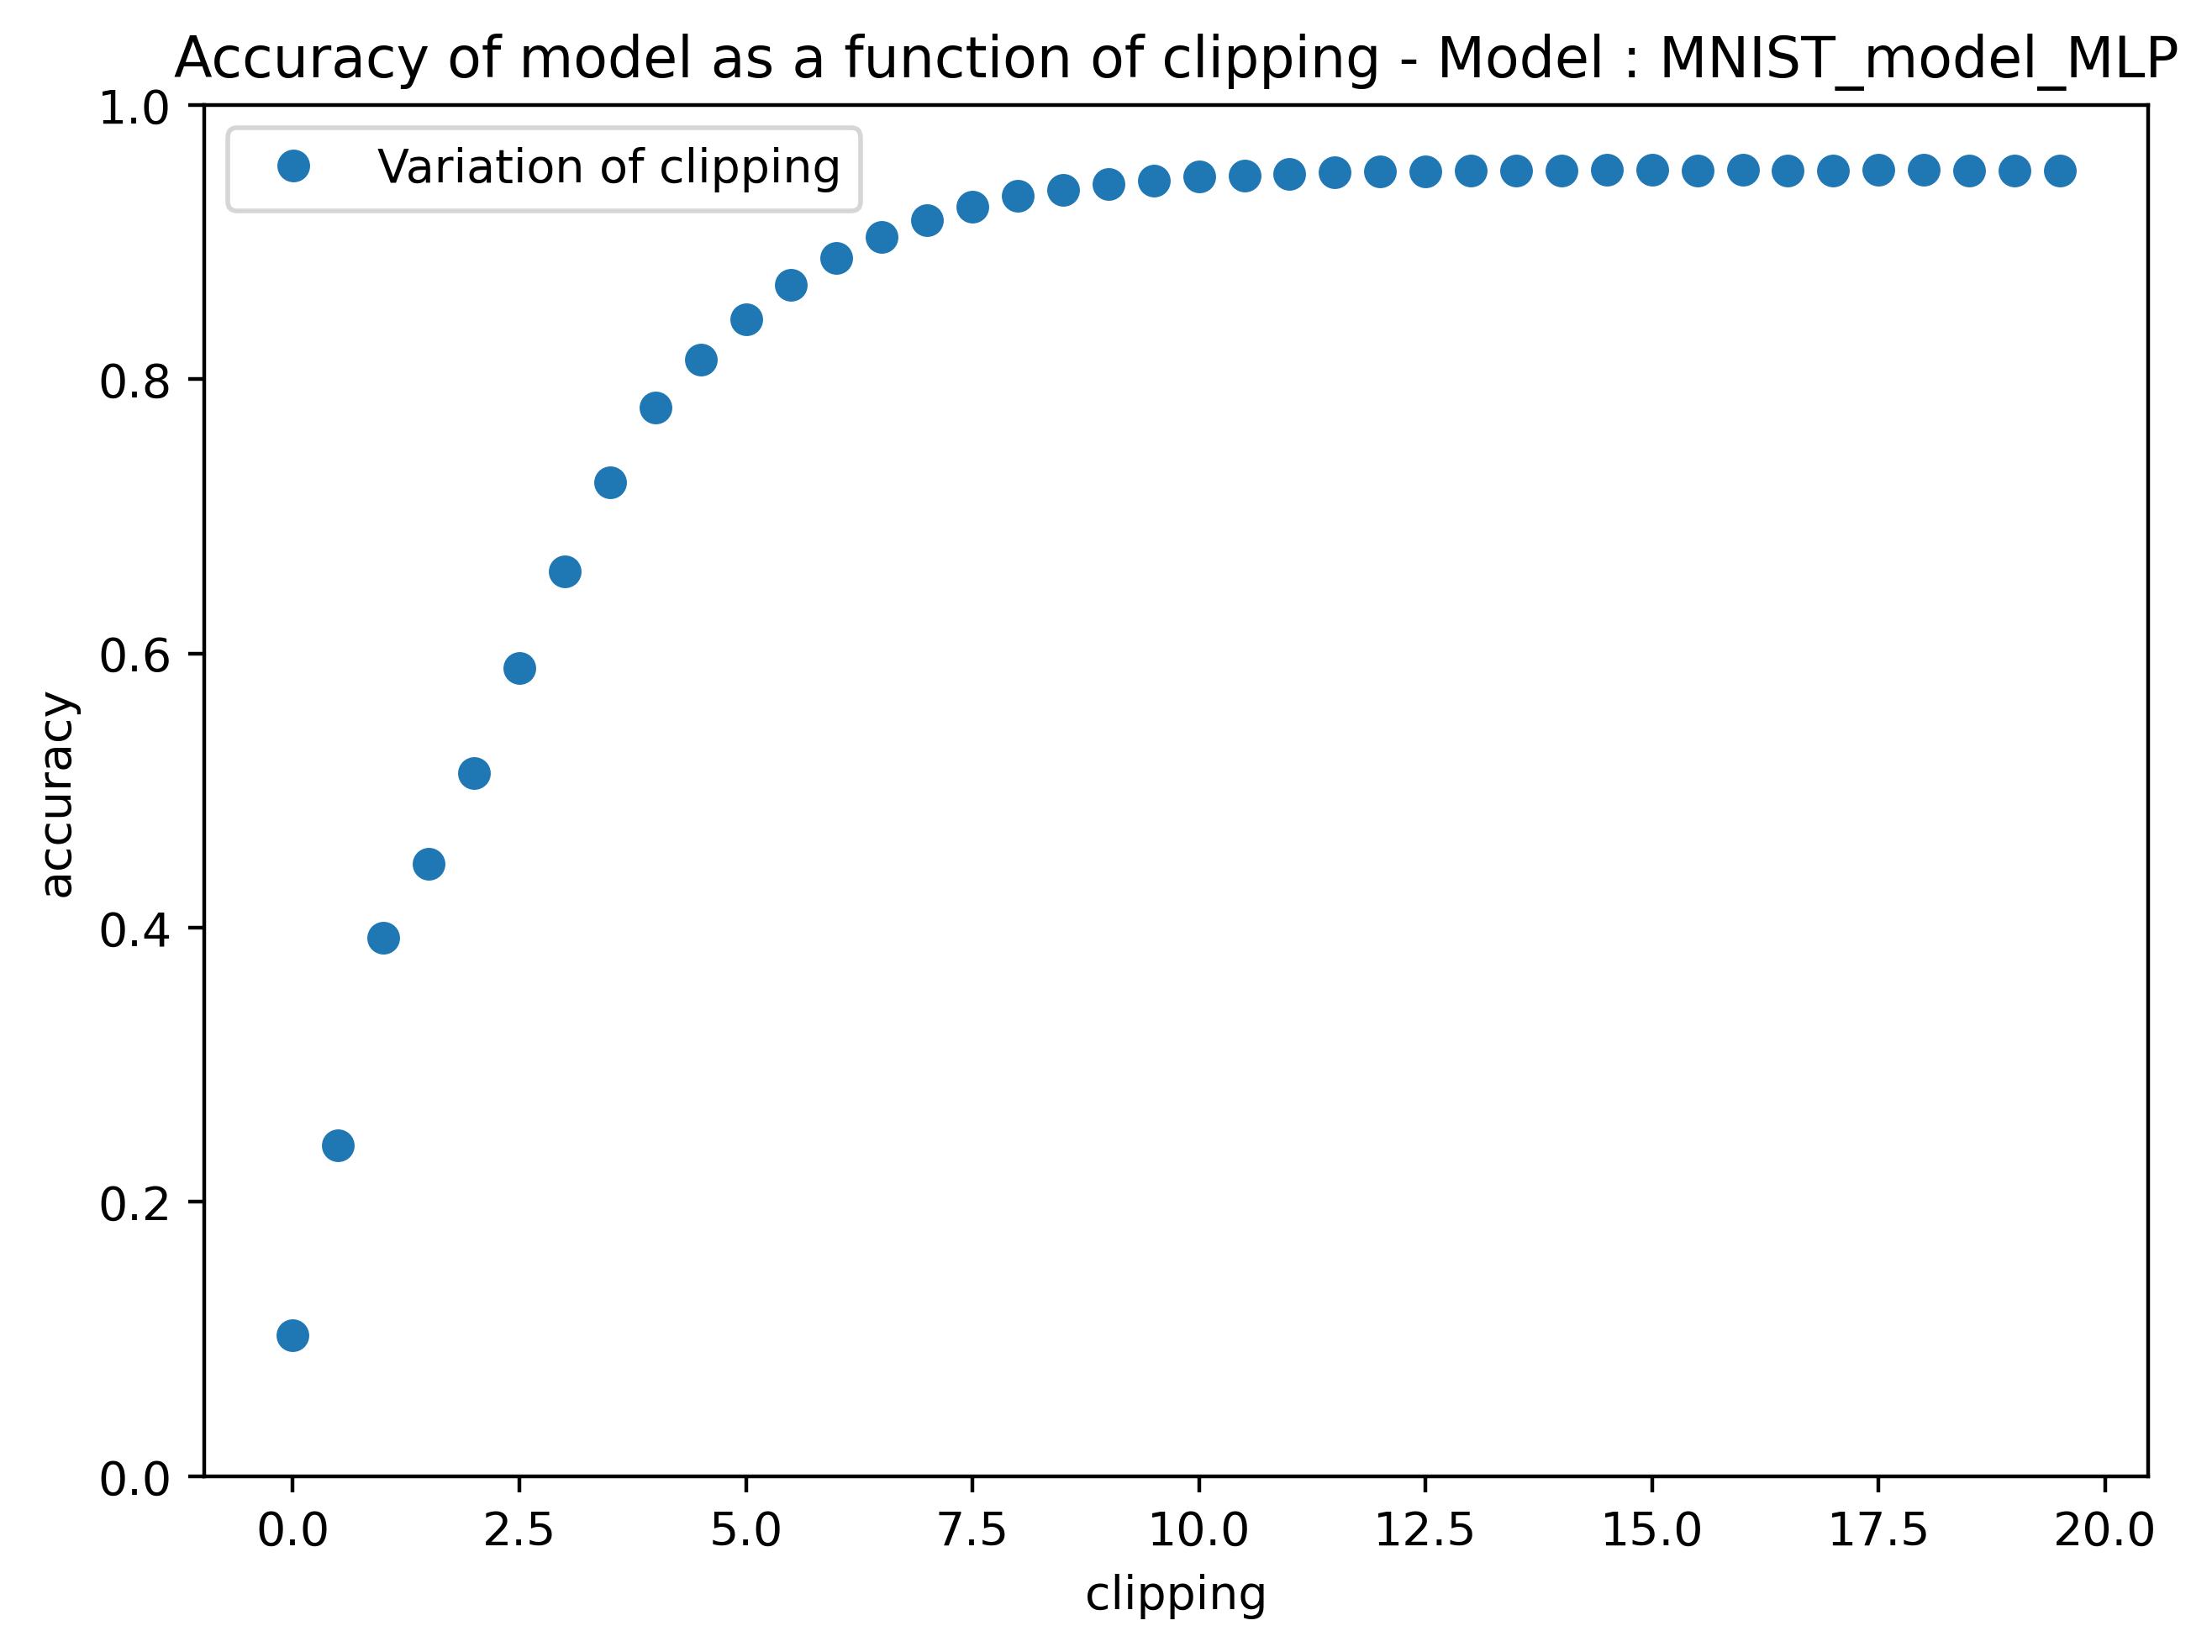 Accuracy of model as a function of clipping - Model : MNIST_model_MLP
Variation of clipping
1.0
0.8
0.6
0.4
0.2
0.0
accuracy
0.0 2.5 5.0 7.5 10.0 12.5 15.0 17.5 20.0
clipping